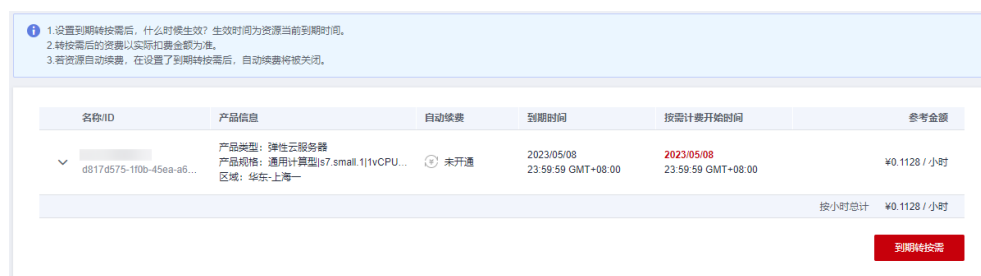 1.设置到期转按需后，什么时候生效？生效时间为资源当前到期时间。
2.转按需后的资费以实际扣费金额为准。
3.若资源自动续费，在设置了到期转按需后，自动续费将被关闭。
名称/ID 产品信息 自动续费 到期时间 按需计费开始时间 参考金额
产品类型：弹性云服务器
产品规格：通用计算型|s7.small.1|1vCPU...
区域：华东-上海一
d817d575-1f0b-45ea-a6...
未开通
2023/05/08
23:59:59 GMT+08:00
2023/05/08
23:59:59 GMT+08:00
¥0.1128 / 小时
按小时总计 ¥0.1128 / 小时
到期转按需